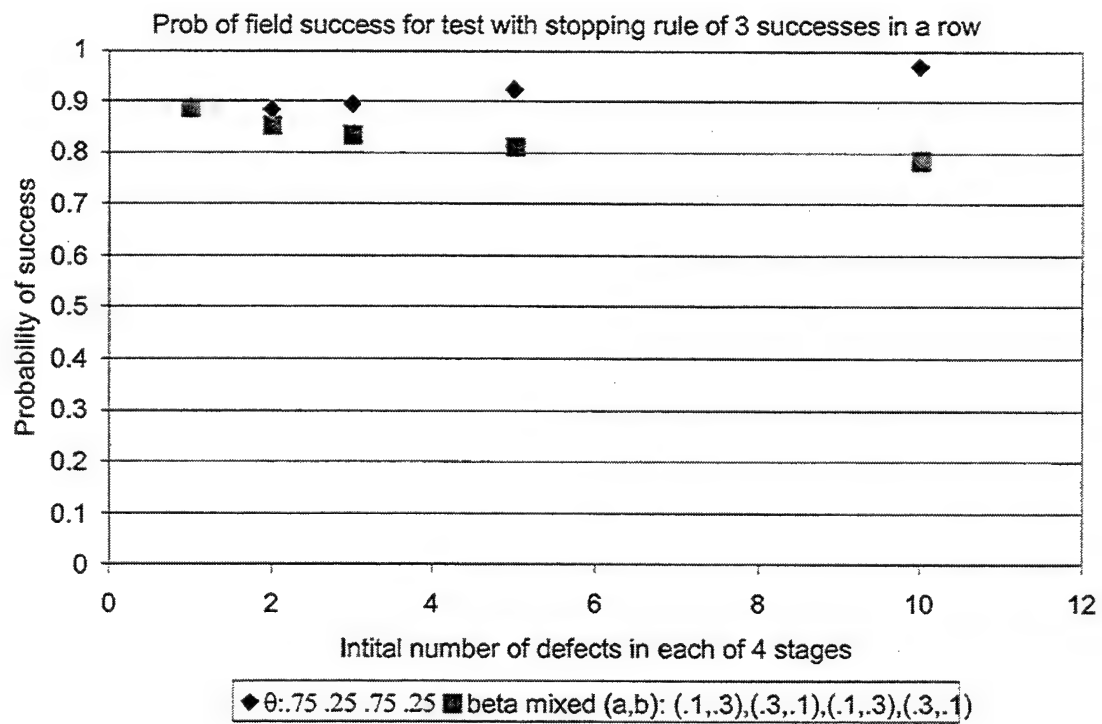 Prob of field success for test with stopping rule of 3 successes in a row
1
0.9
0.8
0.7
0.6
0.5
0.4
0.3
0.2
0.1
0
Probability of success
0 2 4 6 8 10 12
Intital number of defects in each of 4 stages
θ:.75 .25 .75 .25 beta mixed (a,b): (.1,.3),(.3,.1),(.1,.3),(.3,.1)